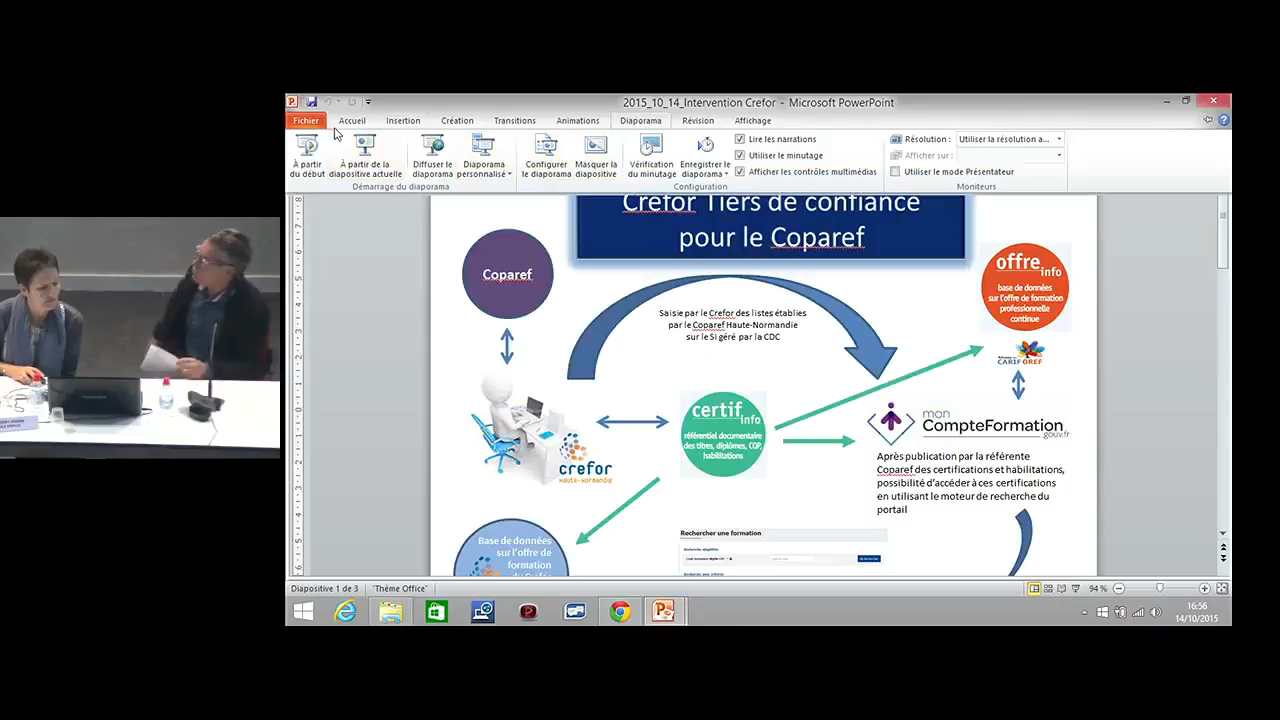 2015_10_14_Intervention Crefor - Microsoft PowerPoint
Fichier Accueil Insertion Création Transitions Animations Diaporama Révision Affichage
À partir du début
À partir de la diapositive actuelle
Diffuser le diaporama
Diaporama personnalisé
Configurer le diaporama
Masquer la diapositive
Vérification du minutage
Enregistrer le diaporama
Lire les narrations
Utiliser le minutage
Afficher les contrôles multimédias
Résolution : Utiliser la résolution a...
Afficher sur :
Utiliser le mode Présentateur
Démarrage du diaporama
Configuration
Moniteurs
Crefor Tiers de confiance
pour le Coparef
Coparef
Saisie par le Crefor des listes établies
par le Coparef Haute-Normandie
sur le Si géré par la CDC
offre
info
base de données
sur l'offre de formation
professionnelle
continue
CARIF OREF
crefor
HAUTE-NORMANDIE
certif
info
référentiel documentaire
des titres, diplômes, CQP,
habilitations
mon
CompteFormation
.gouv.fr
Après publication par la référente
Coparef des certifications et habilitations,
possibilité d'accéder à ces certifications
en utilisant le moteur de recherche du
portail
Base de données
sur l'offre de
formation
du Crefor
Rechercher une formation
Recherche simplifiée
Diapositive 1 de 3
"Thème Office"
94 %
16:56
14/10/2015